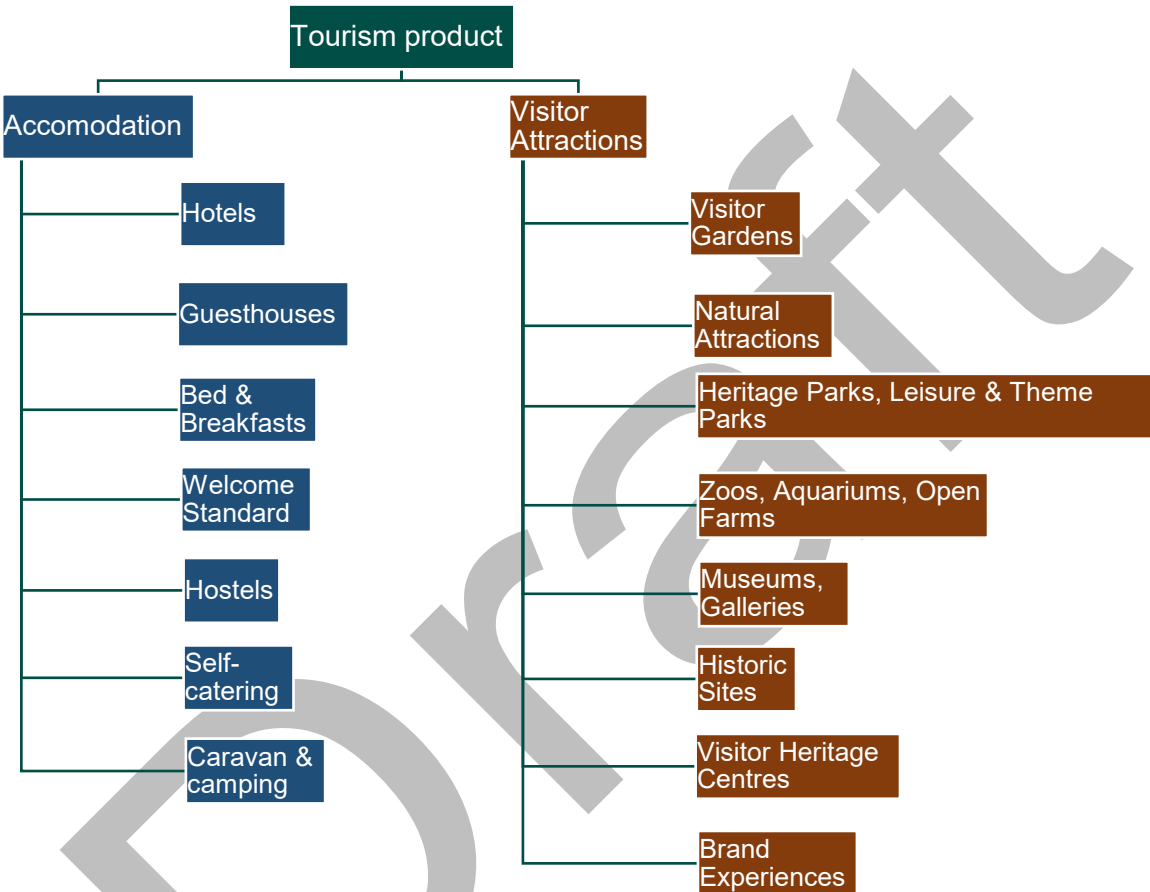 Tourism product
Accomodation
Hotels
Guesthouses
Bed &
Breakfasts
Welcome
Standard
Hostels
Self-
catering
Caravan &
camping
Visitor
Attractions
Visitor
Gardens
Natural
Attractions
Heritage Parks, Leisure & Theme
Parks
Zoos, Aquariums, Open
Farms
Museums,
Galleries
Historic
Sites
Visitor Heritage
Centres
Brand
Experiences
Draft